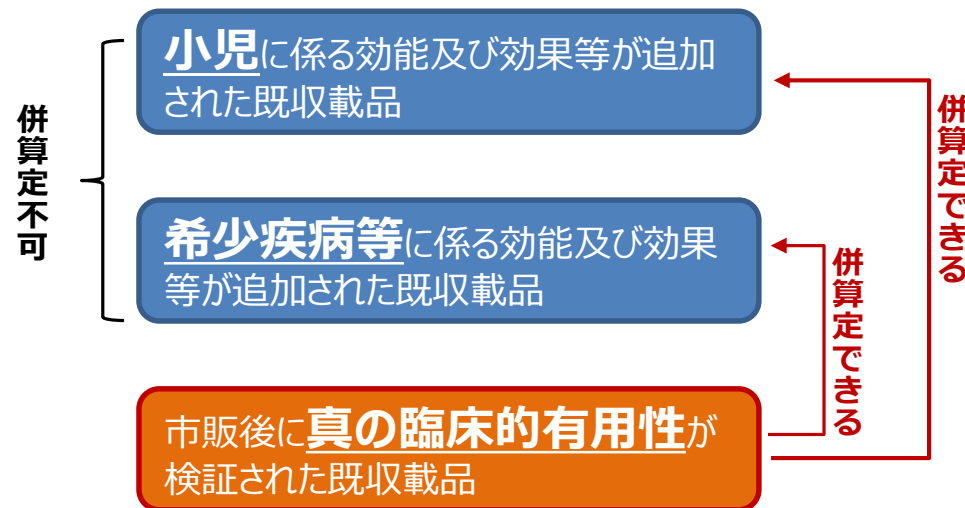 小児に係る効能及び効果等が追加
された既収載品
併算定不可
希少疾病等に係る効能及び効果
等が追加された既収載品
市販後に真の臨床的有用性が
検証された既収載品
併算定できる
併算定できる